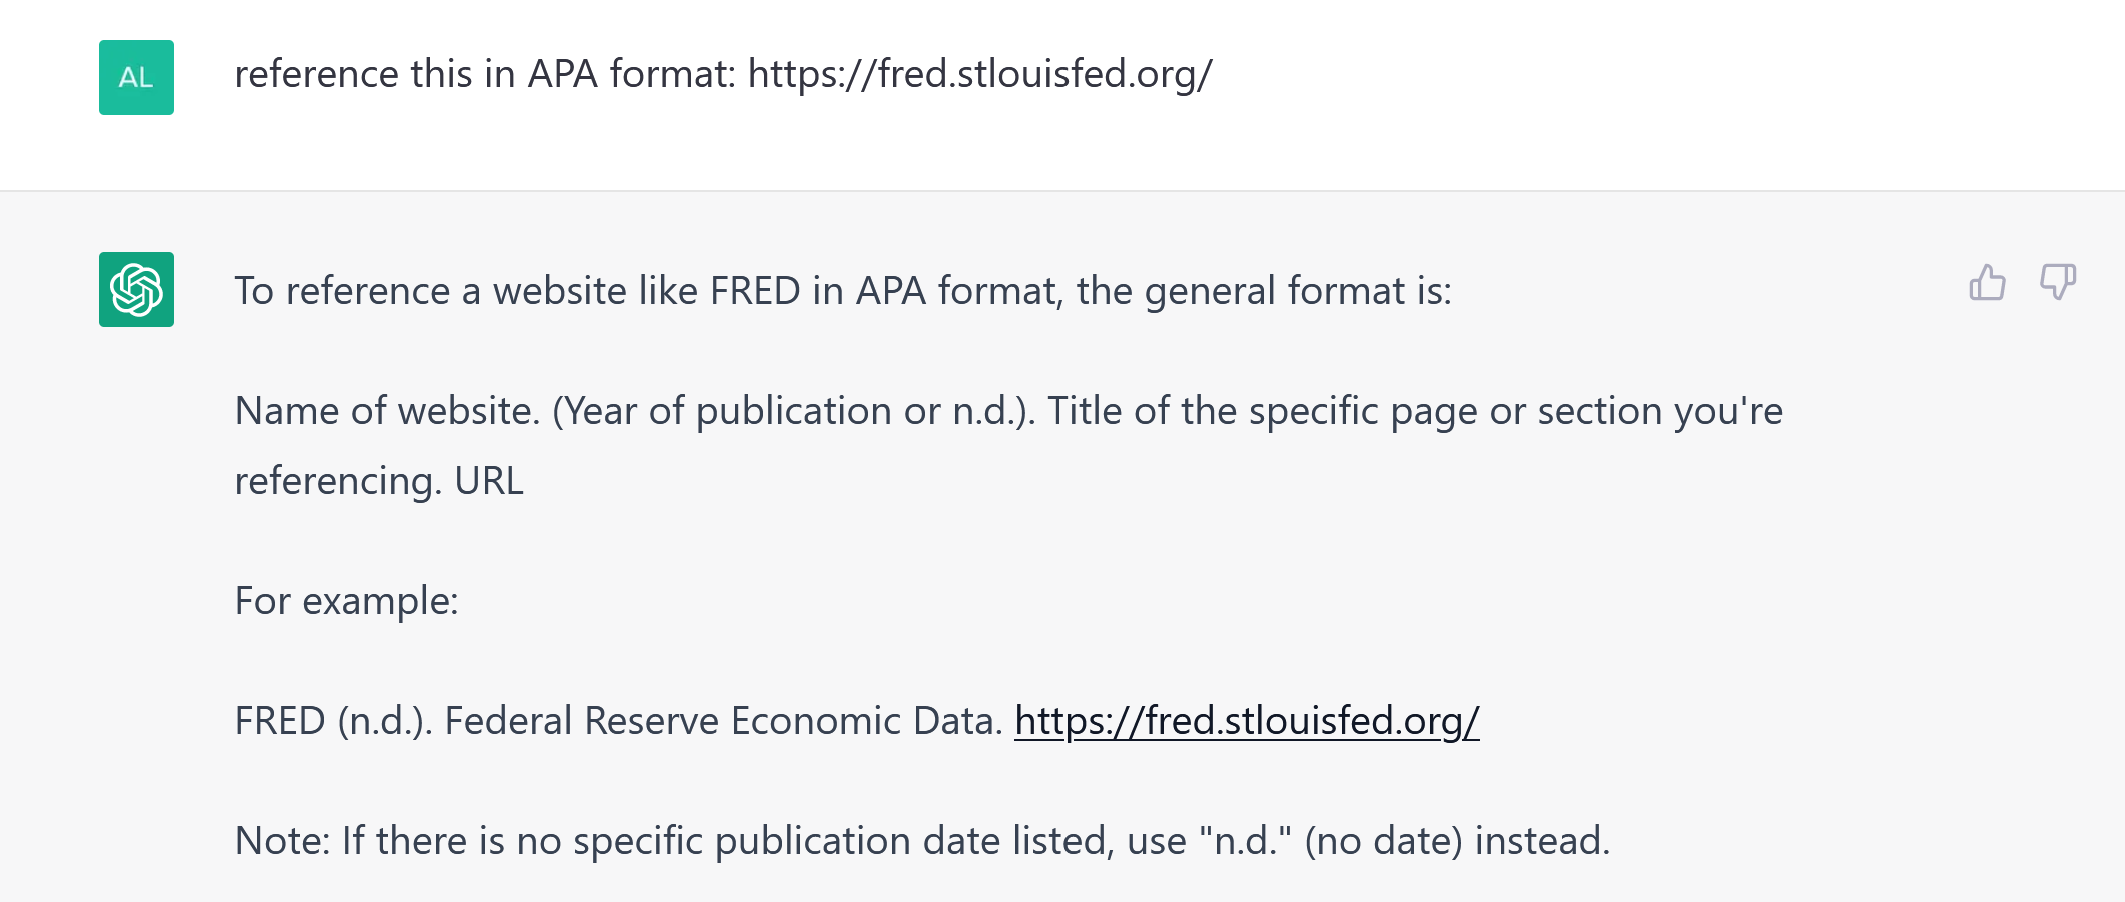 AL
reference this in APA format: https://fred.stlouisfed.org/
To reference a website like FRED in APA format, the general format is:
Name of website. (Year of publication or n.d.). Title of the specific page or section you're
referencing. URL
For example:
FRED (n.d.). Federal Reserve Economic Data. https://fred.stlouisfed.org/
Note: If there is no specific publication date listed, use "n.d." (no date) instead.